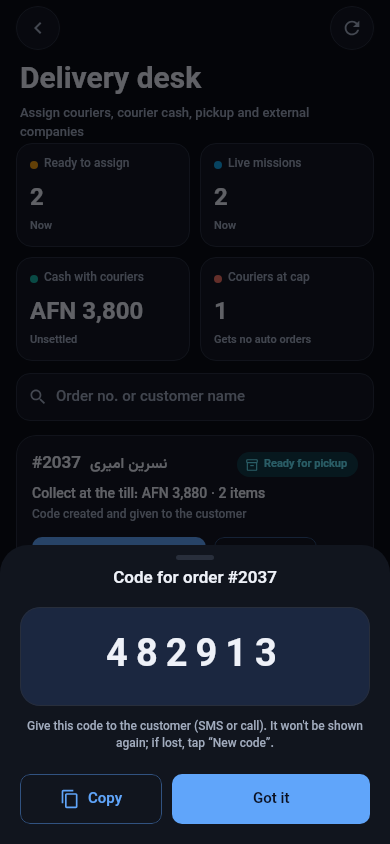 Delivery desk
Assign couriers, courier cash, pickup and external
companies
Ready to assign
2
Now
Live missions
2
Now
Cash with couriers
AFN 3,800
Unsettled
Couriers at cap
1
Gets no auto orders
Order no. or customer name
#2037 نسرین امیری
Ready for pickup
Collect at the till: AFN 3,880 · 2 items
Code created and given to the customer
Code for order #2037
482913
Give this code to the customer (SMS or call). It won't be shown
again; if lost, tap “New code”.
Copy
Got it